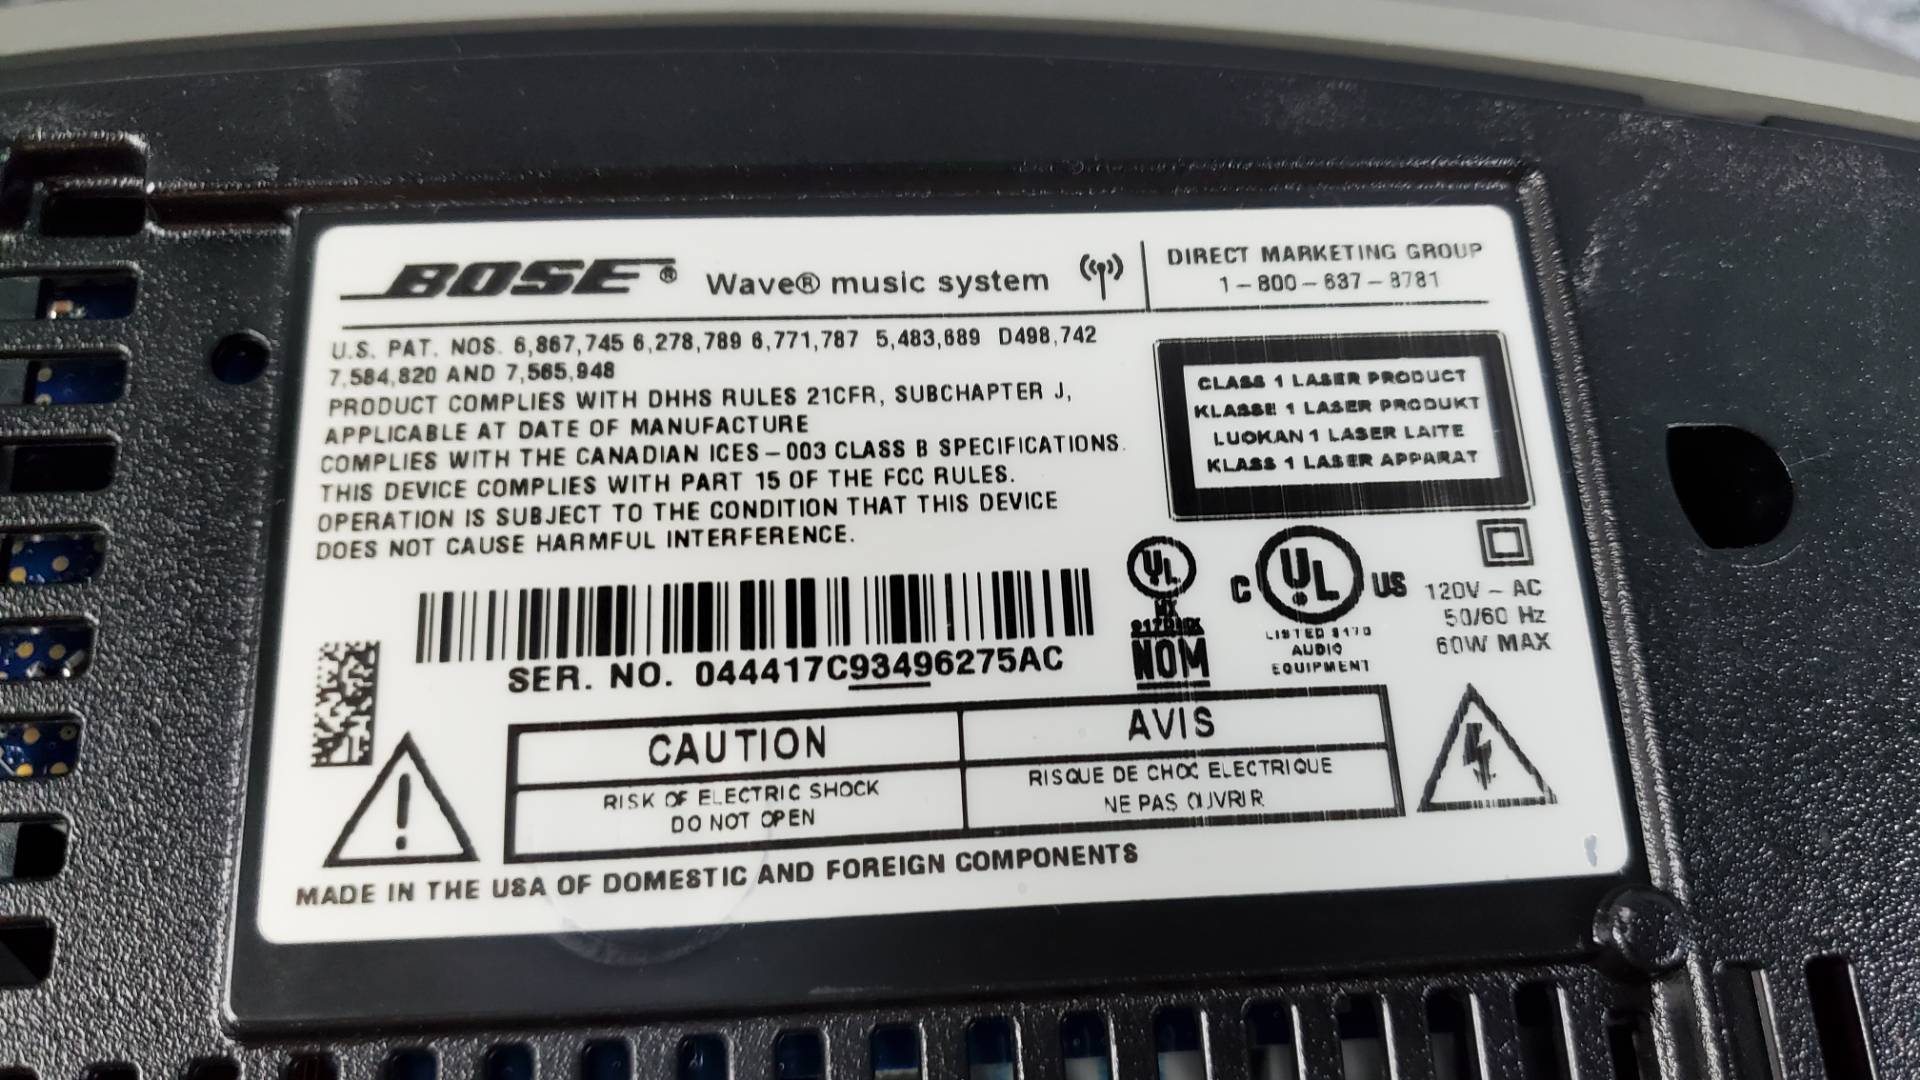 BOSE® Wave® music system
DIRECT MARKETING GROUP
1-800-637-8781
U.S. PAT. NOS. 6,867,745 6,278,789 6,771,787 5,483,689 D498,742
7,584,820 AND 7,565,948
PRODUCT COMPLIES WITH DHHS RULES 21CFR, SUBCHAPTER J,
APPLICABLE AT DATE OF MANUFACTURE
COMPLIES WITH THE CANADIAN ICES-003 CLASS B SPECIFICATIONS.
THIS DEVICE COMPLIES WITH PART 15 OF THE FCC RULES.
OPERATION IS SUBJECT TO THE CONDITION THAT THIS DEVICE
DOES NOT CAUSE HARMFUL INTERFERENCE.
CLASS 1 LASER PRODUCT
KLASSE 1 LASER PRODUKT
LUOKAN 1 LASER LAITE
KLASS 1 LASER APPARAT
SER. NO. 044417C93496275AC
UL
NOM
C UL US
LISTED 8170
AUDIO
EQUIPMENT
120V ~ AC
50/60 Hz
60W MAX
CAUTION
RISK OF ELECTRIC SHOCK
DO NOT OPEN
AVIS
RISQUE DE CHOC ELECTRIQUE
NE PAS OUVRIR
MADE IN THE USA OF DOMESTIC AND FOREIGN COMPONENTS